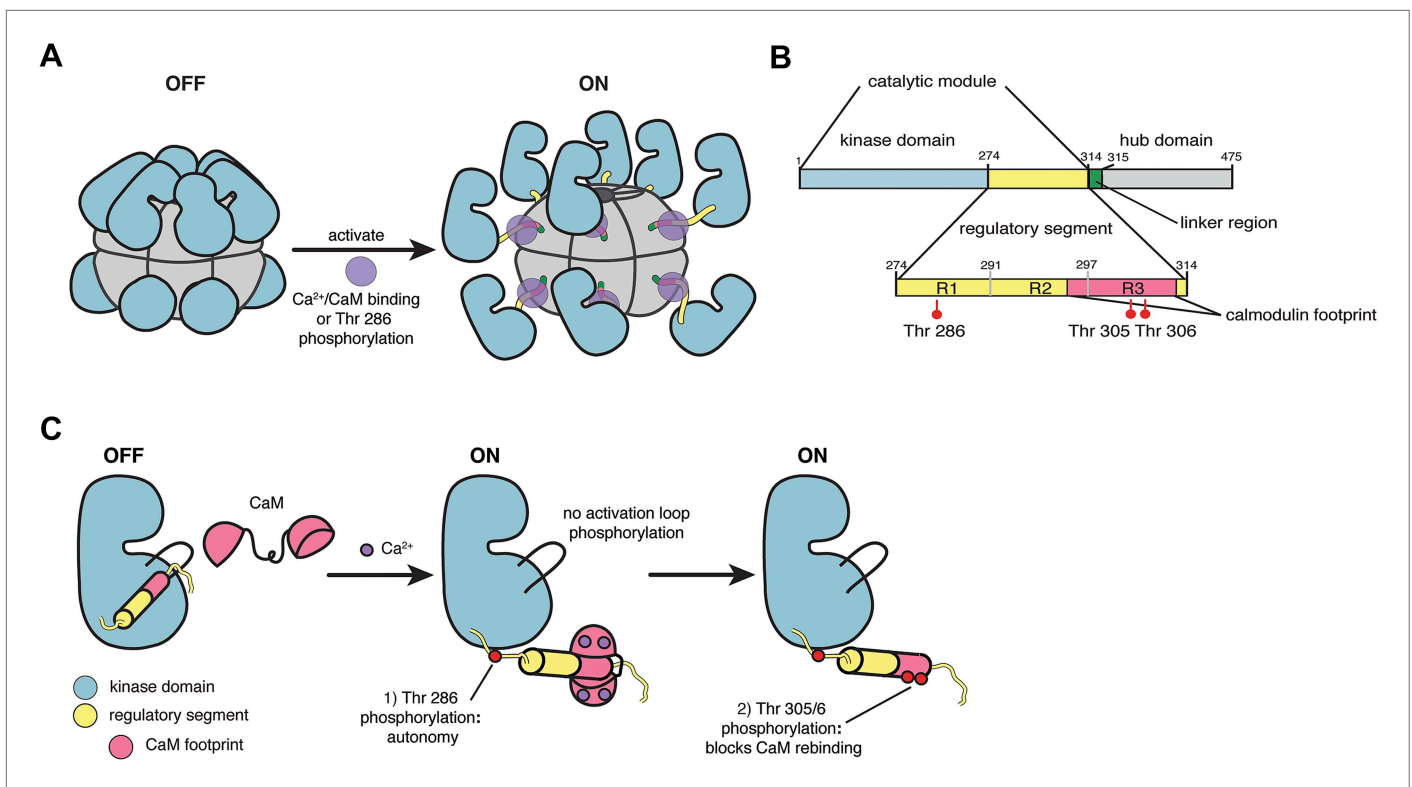 A
OFF
ON
activate
Ca²⁺/CaM binding
or Thr 286
phosphorylation
B
catalytic module
kinase domain
hub domain
1
274
314
315
475
linker region
regulatory segment
274
291
297
314
R1
R2
R3
Thr 286
Thr 305
Thr 306
calmodulin footprint
C
OFF
CaM
Ca²⁺
ON
no activation loop
phosphorylation
ON
1) Thr 286
phosphorylation:
autonomy
2) Thr 305/6
phosphorylation:
blocks CaM rebinding
kinase domain
regulatory segment
CaM footprint